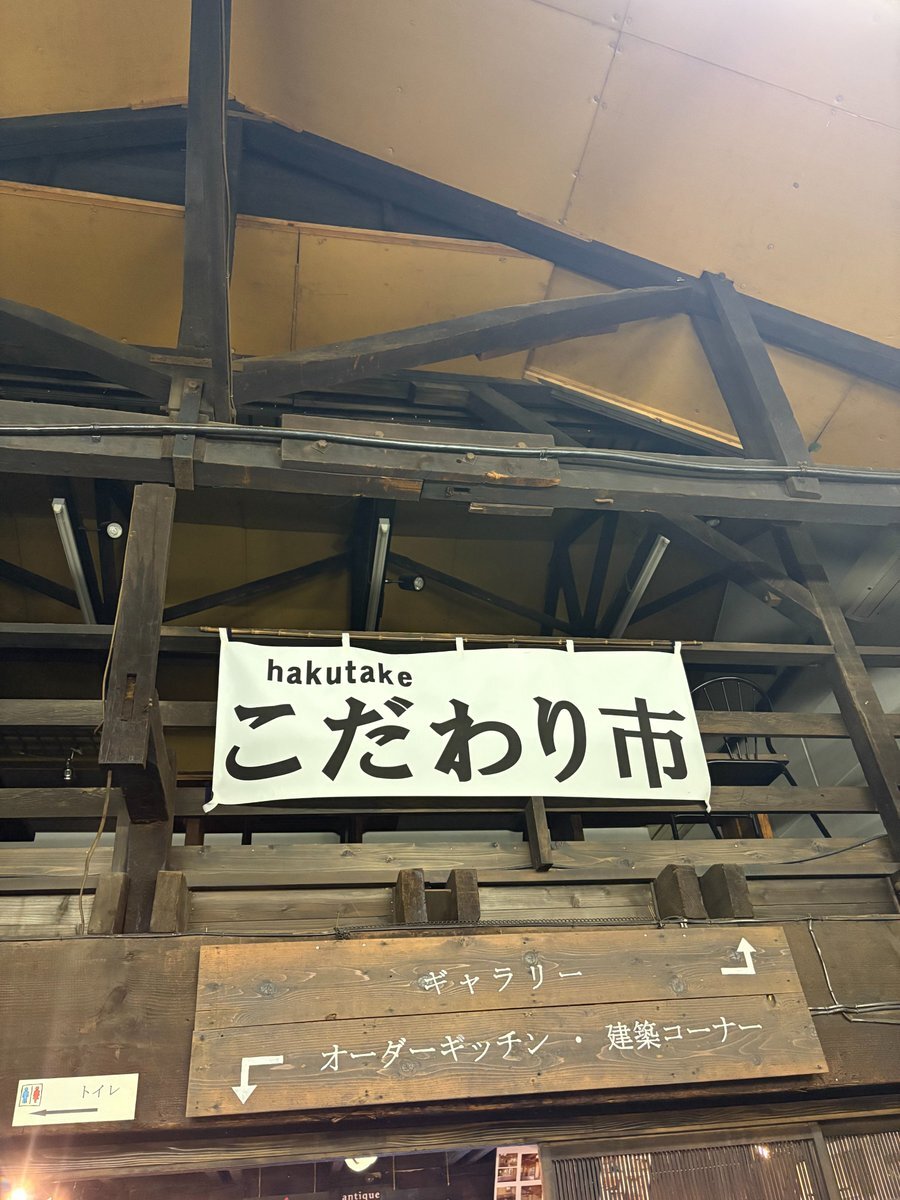 hakutake
こだわり市
ギャラリー
オーダーギッチン・建築コーナー
トイレ
antique